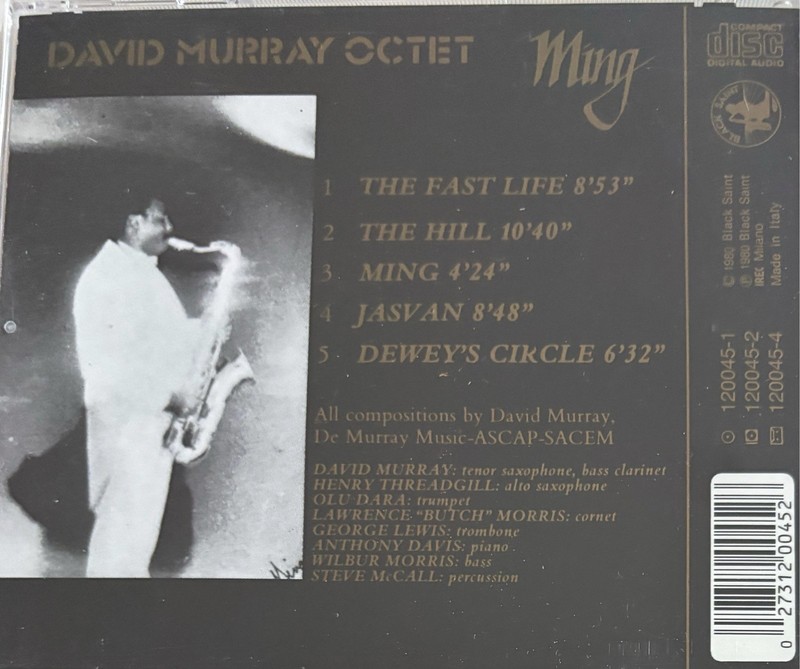 DAVID MURRAY OCTET
Ming
1 THE FAST LIFE 8'53"
2 THE HILL 10'40"
3 MING 4'24"
4 JASVAN 8'48"
5 DEWEY'S CIRCLE 6'32"
All compositions by David Murray,
De Murray Music-ASCAP-SACEM
DAVID MURRAY: tenor saxophone, bass clarinet
HENRY THREADGILL: alto saxophone
OLU DARA: trumpet
LAWRENCE "BUTCH" MORRIS: cornet
GEORGE LEWIS: trombone
ANTHONY DAVIS: piano
WILBUR MORRIS: bass
STEVE McCALL: percussion
COMPACT
disc
DIGITAL AUDIO
BLACK SAINT
© 1980 Black Saint
℗ 1980 Black Saint
IREC Milano
Made in Italy
120045-1
120045-2
120045-4
0 27312 00452